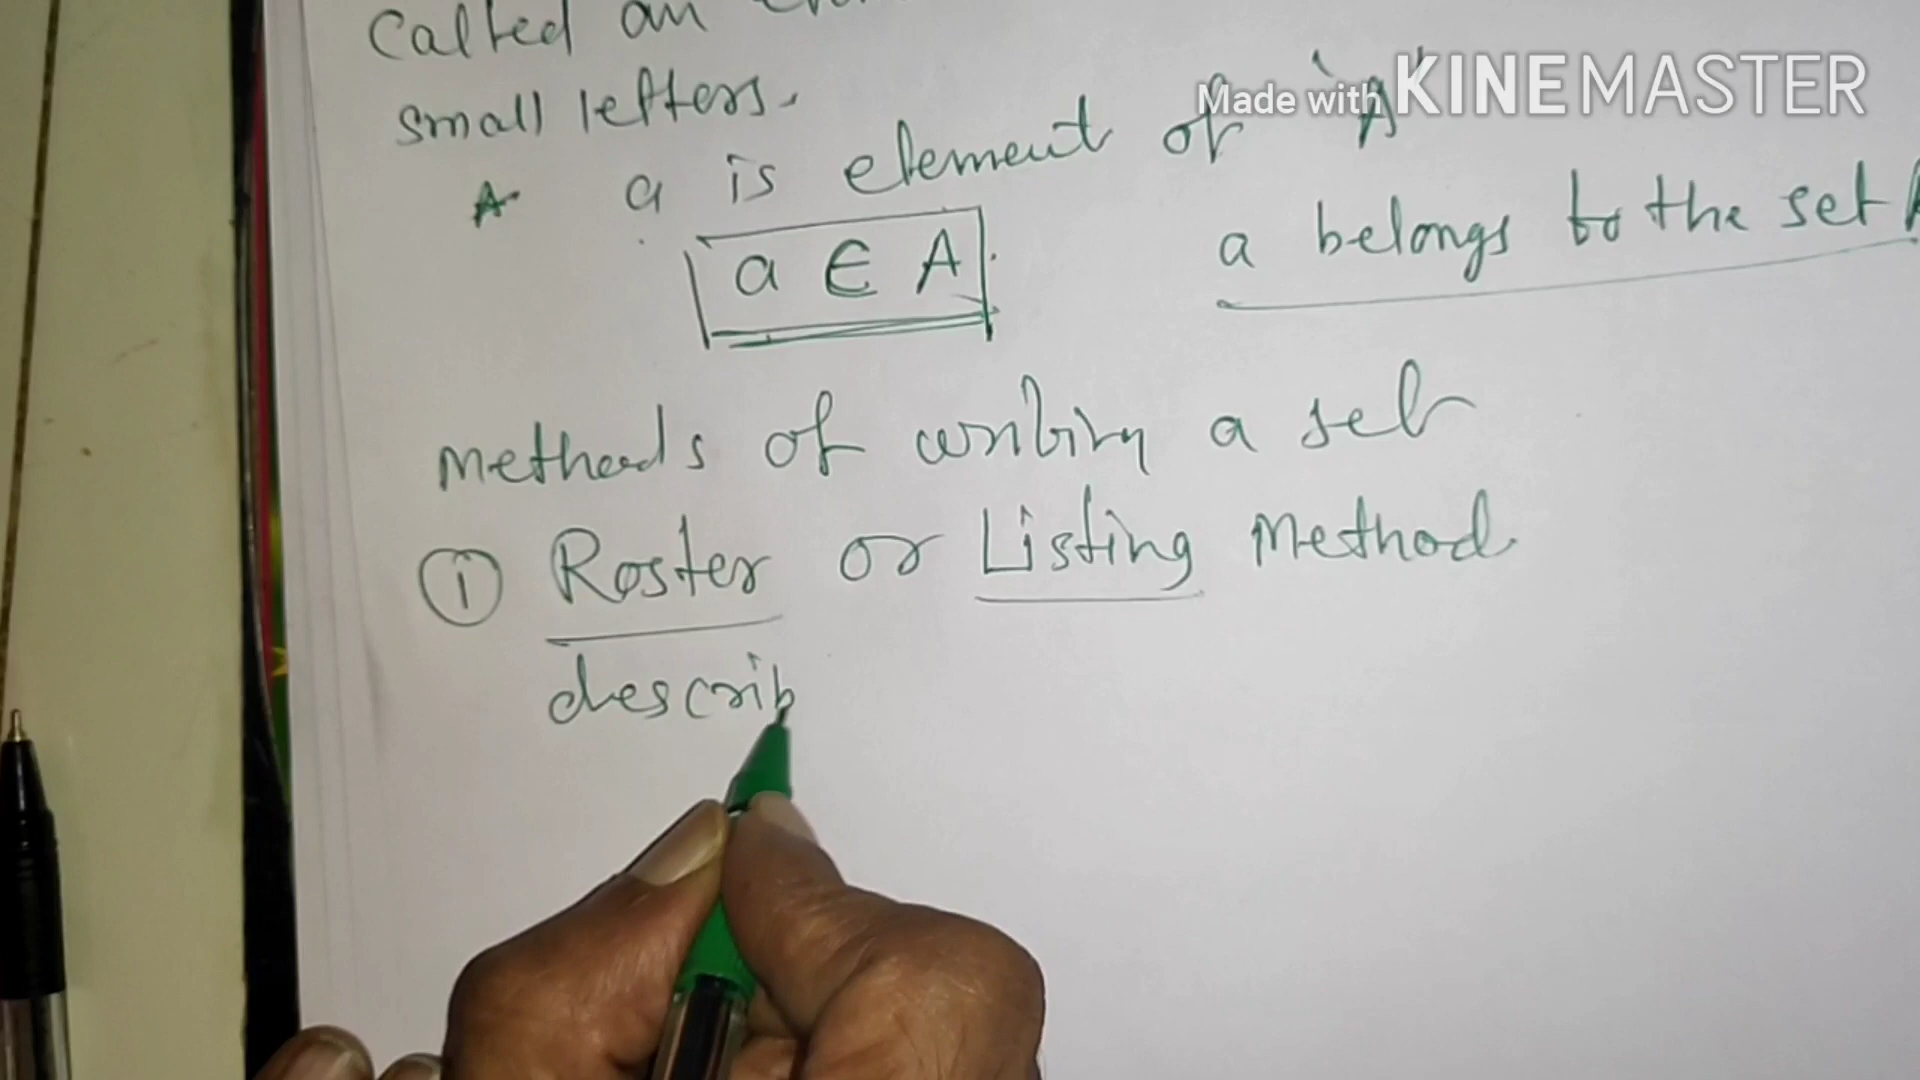 called an
small letters.
Made with KINEMASTER
A a is element of 'A'
a ∈ A
a belongs to the set A
methods of writing a set
① Roster or Listing Method
describ